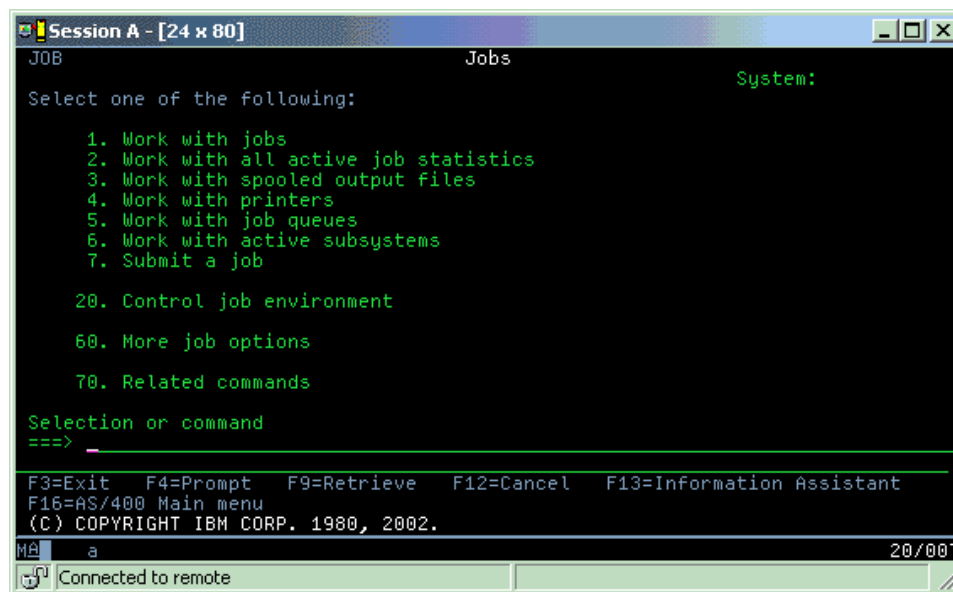 Session A - [24 x 80]
JOB Jobs
System:
Select one of the following:
1. Work with jobs
2. Work with all active job statistics
3. Work with spooled output files
4. Work with printers
5. Work with job queues
6. Work with active subsystems
7. Submit a job
20. Control job environment
60. More job options
70. Related commands
Selection or command
===>
F3=Exit F4=Prompt F9=Retrieve F12=Cancel F13=Information Assistant
F16=AS/400 Main menu
(C) COPYRIGHT IBM CORP. 1980, 2002.
MA a 20/007
Connected to remote